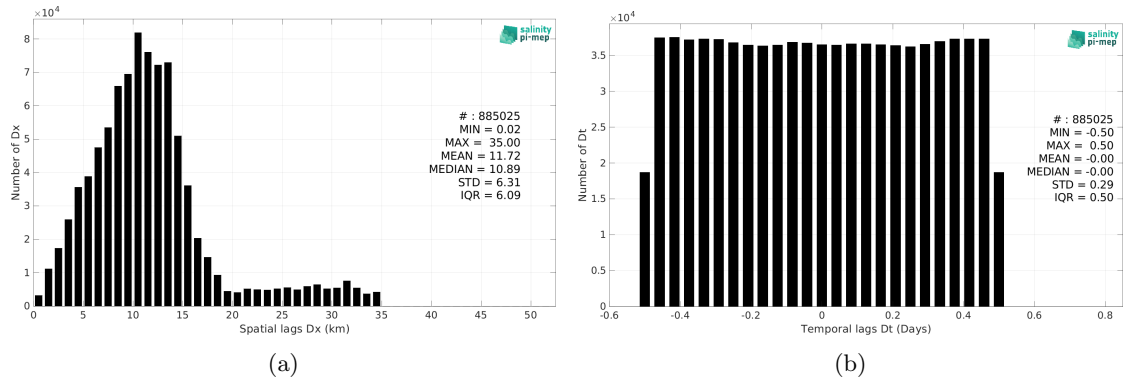 ×10⁴
9
8
7
6
5
4
3
2
1
0
Number of Dx
0 5 10 15 20 25 30 35 40 45 50
Spatial lags Dx (km)
salinity
pi-mep
# : 885025
MIN = 0.02
MAX = 35.00
MEAN = 11.72
MEDIAN = 10.89
STD = 6.31
IQR = 6.09
(a)
×10⁴
3.5
3
2.5
2
1.5
1
0.5
0
Number of Dt
-0.6 -0.4 -0.2 0 0.2 0.4 0.6 0.8
Temporal lags Dt (Days)
salinity
pi-mep
# : 885025
MIN = -0.50
MAX = 0.50
MEAN = -0.00
MEDIAN = -0.00
STD = 0.29
IQR = 0.50
(b)